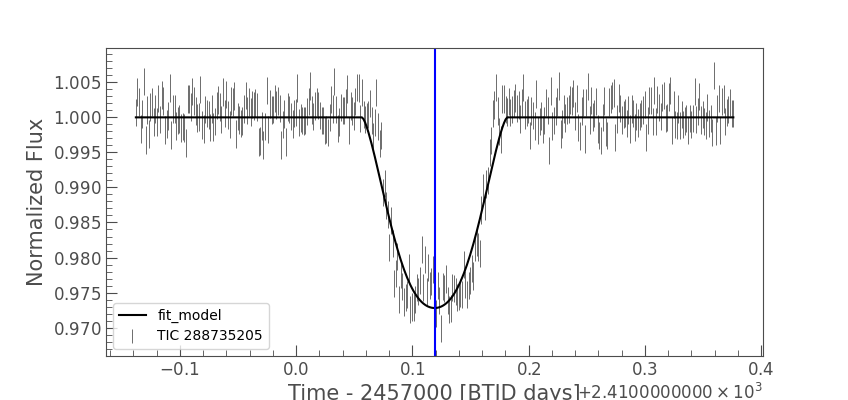 Normalized Flux
1.005
1.000
0.995
0.990
0.985
0.980
0.975
0.970
fit_model
TIC 288735205
−0.1
0.0
0.1
0.2
0.3
0.4
Time - 2457000 [BTJD days]
+2.4100000000 × 10³